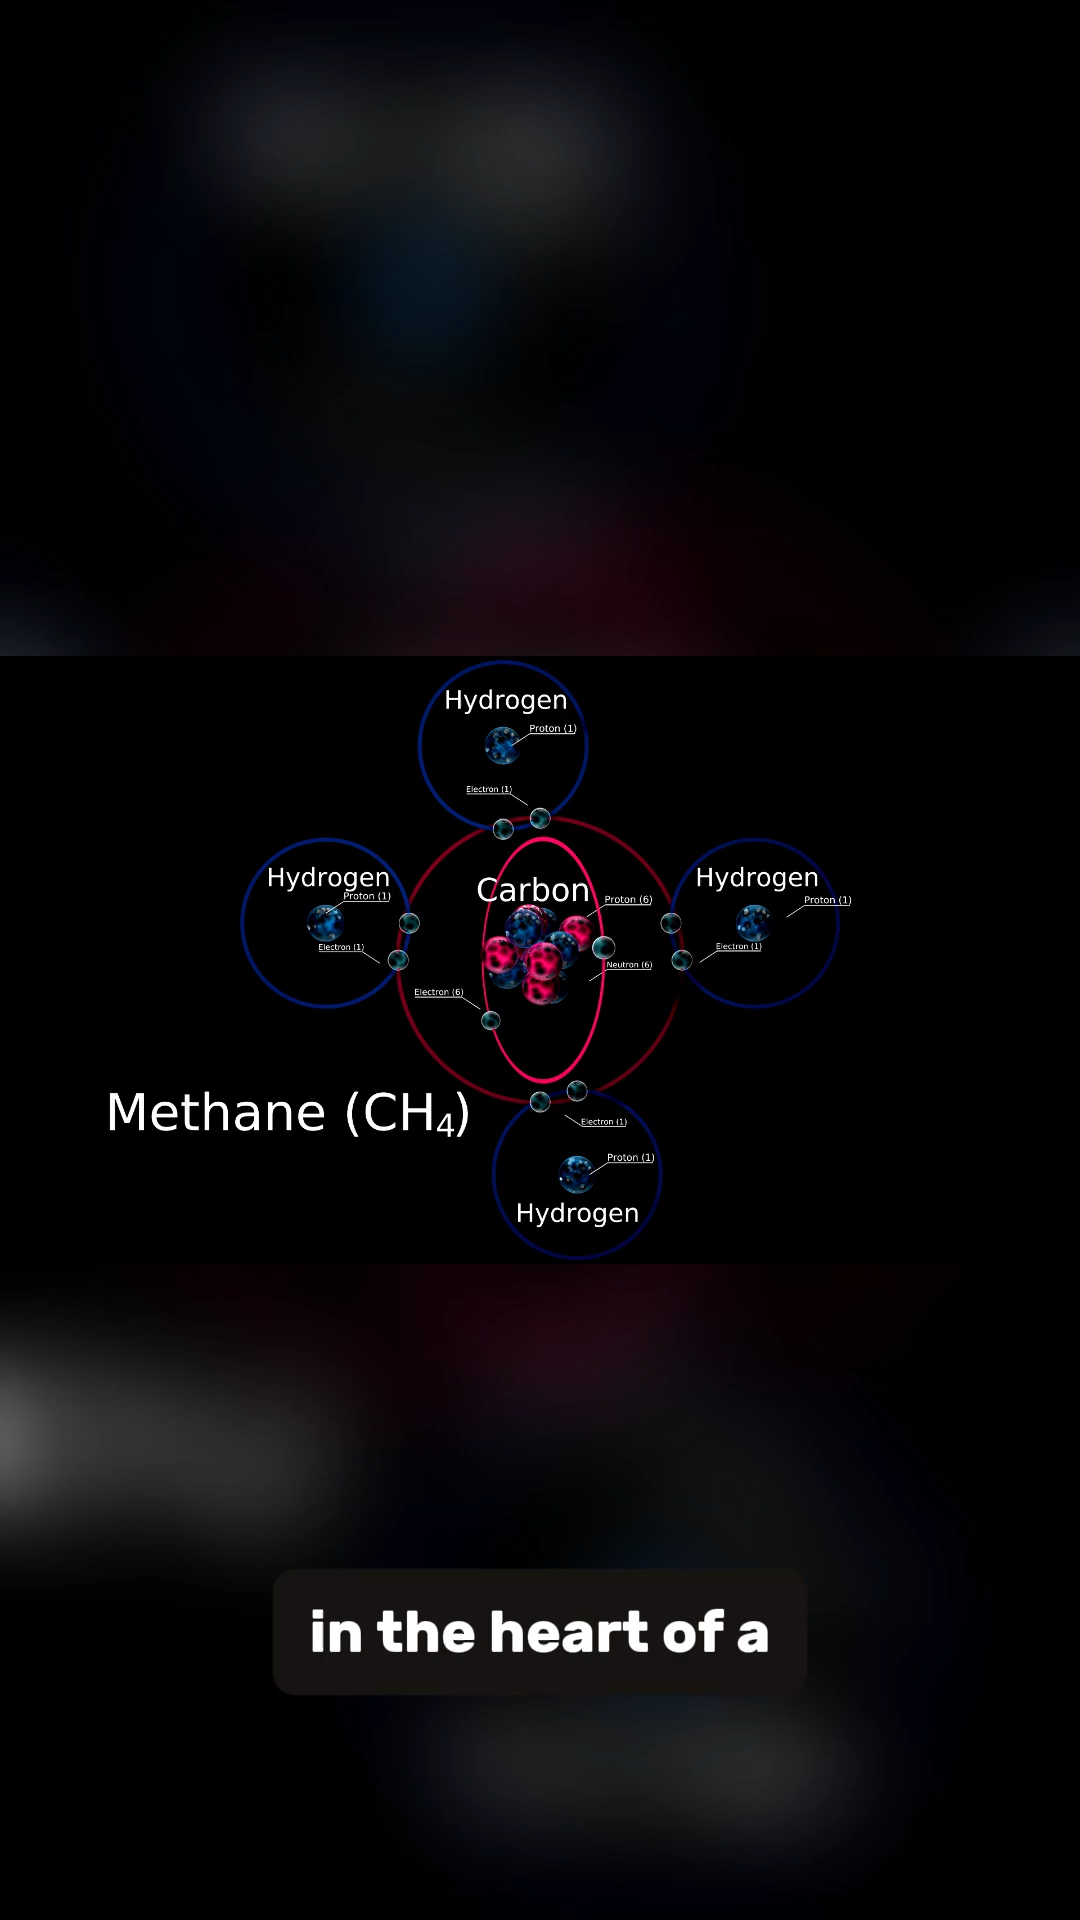 Hydrogen
Proton (1)
Electron (1)
Hydrogen
Proton (1)
Electron (1)
Carbon
Proton (6)
Neutron (6)
Electron (6)
Hydrogen
Proton (1)
Electron (1)
Methane (CH₄)
Electron (1)
Proton (1)
Hydrogen
in the heart of a